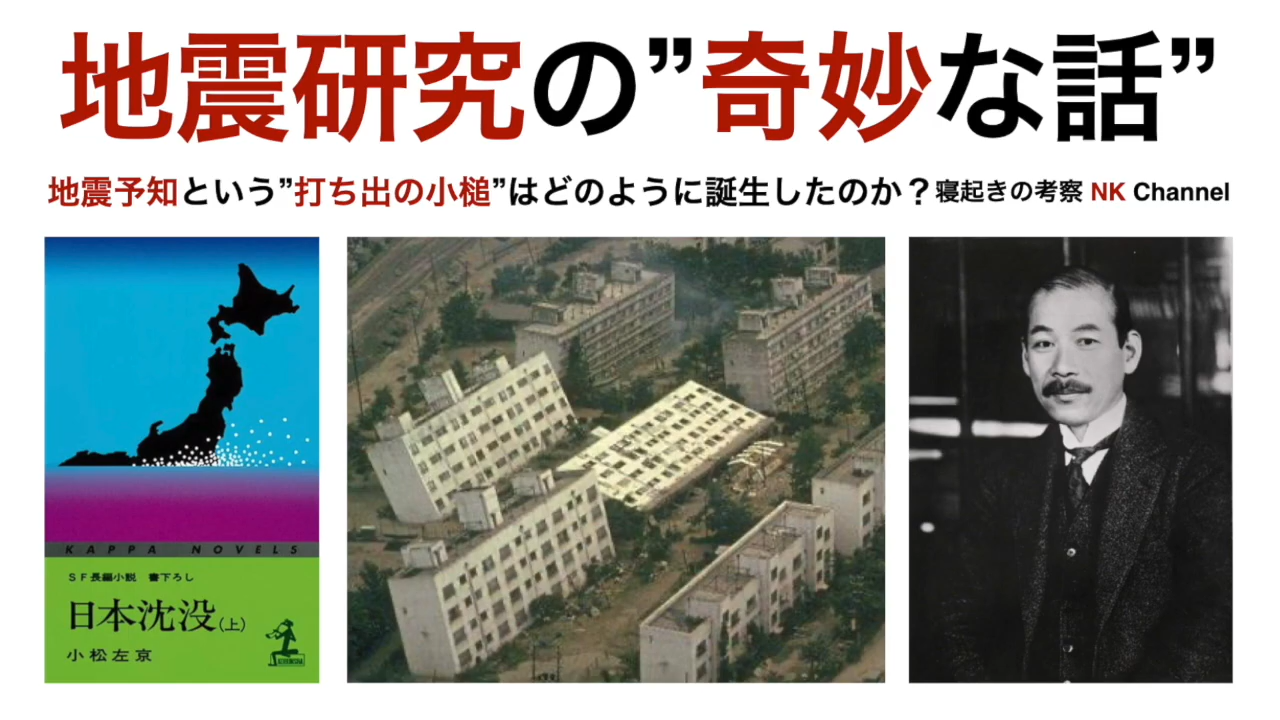 地震研究の”奇妙な話”
地震予知という”打ち出の小槌”はどのように誕生したのか？寝起きの考察 NK Channel
KAPPA NOVELS
SF長編小説 書下ろし
日本沈没(上)
小松左京